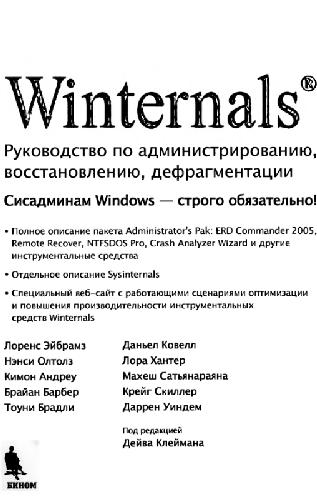 Winternals®
Руководство по администрированию,
восстановлению, дефрагментации
Сисадминам Windows — строго обязательно!
• Полное описание пакета Administrator's Pak: ERD Commander 2005,
Remote Recover, NTFSDOS Pro, Crash Analyzer Wizard и другие
инструментальные средства
• Отдельное описание Sysinternals
• Специальный веб-сайт с работающими сценариями оптимизации
и повышения производительности инструментальных
средств Winternals
Лоренс Эйбрамз
Нэнси Олтолз
Кимон Андреу
Брайан Барбер
Тоуни Брадли
Даньел Ковелл
Лора Хантер
Махеш Сатьянараяна
Крейг Скиллер
Даррен Уиндем
Под редакцией
Дейва Клеймана
БИНОМ